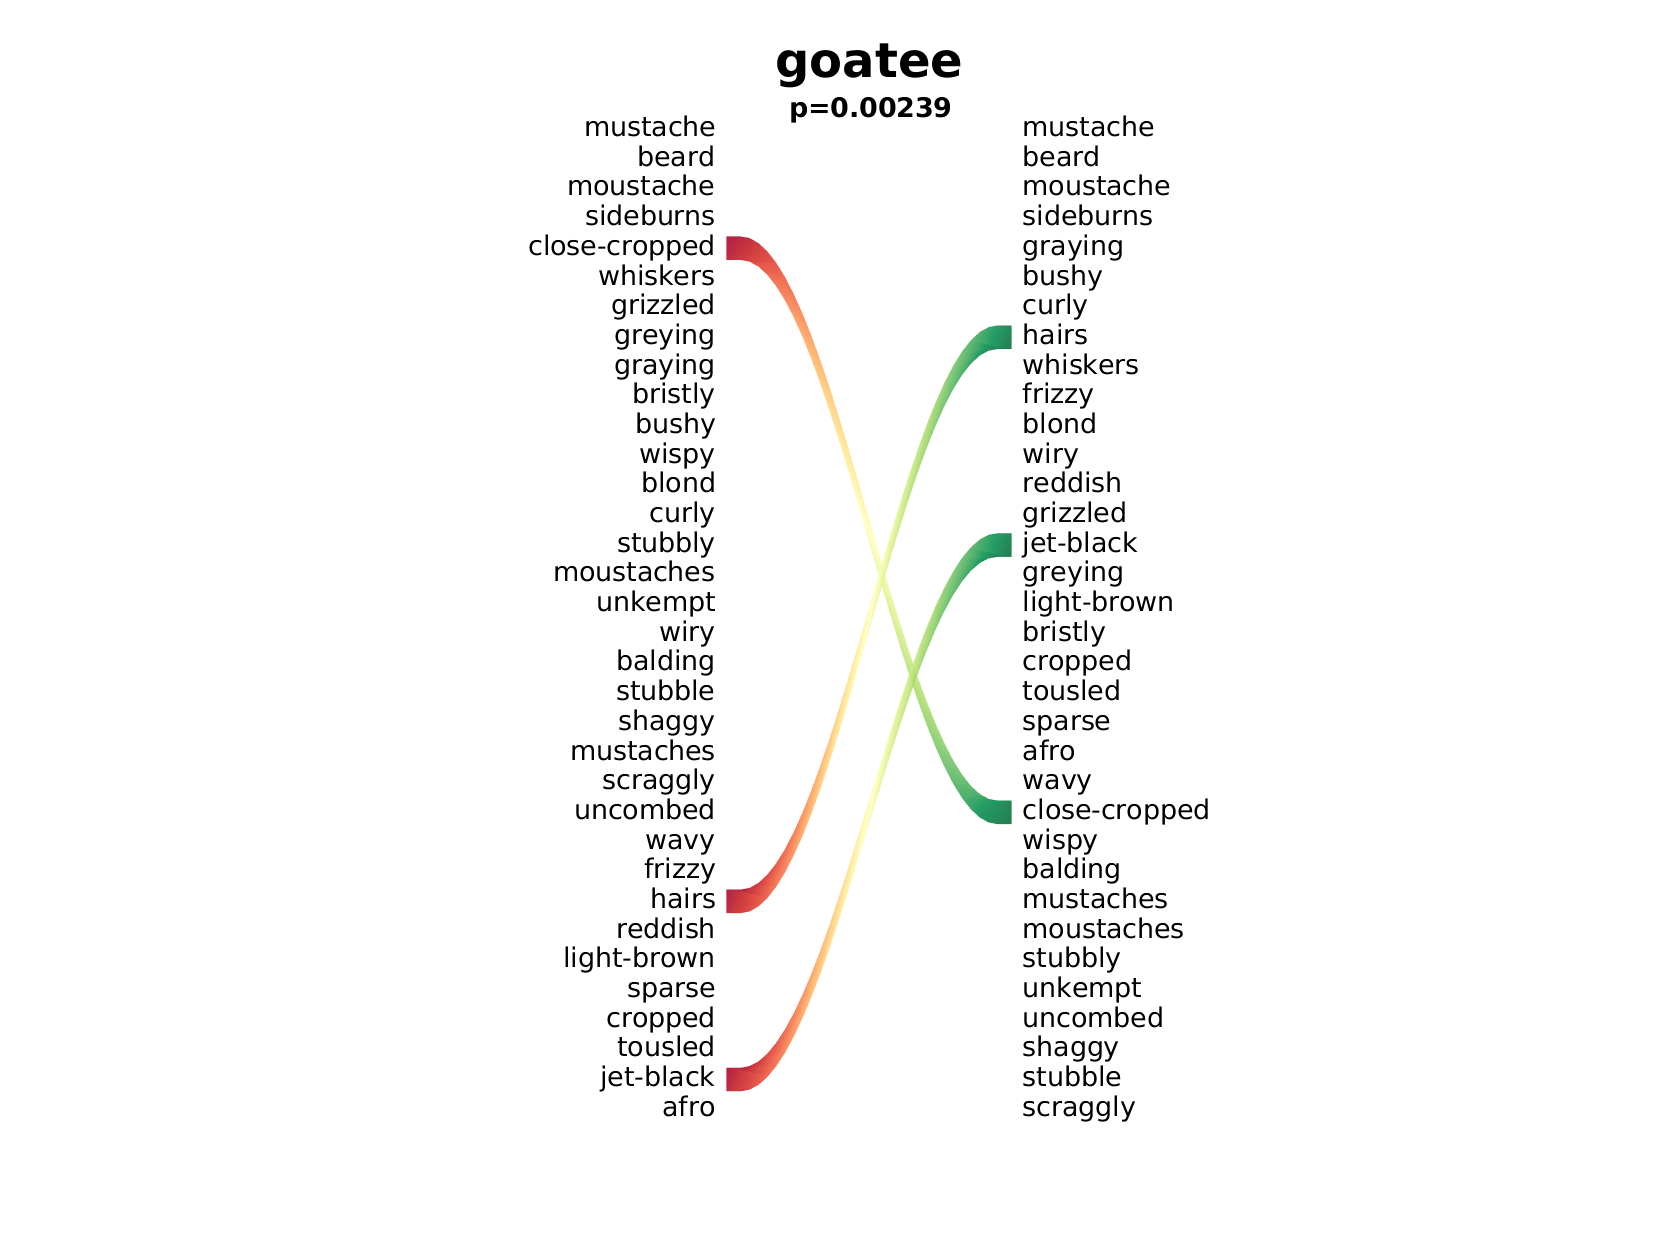 goatee
p=0.00239
mustache
beard
moustache
sideburns
close-cropped
whiskers
grizzled
greying
graying
bristly
bushy
wispy
blond
curly
stubbly
moustaches
unkempt
wiry
balding
stubble
shaggy
mustaches
scraggly
uncombed
wavy
frizzy
hairs
reddish
light-brown
sparse
cropped
tousled
jet-black
afro
mustache
beard
moustache
sideburns
graying
bushy
curly
hairs
whiskers
frizzy
blond
wiry
reddish
grizzled
jet-black
greying
light-brown
bristly
cropped
tousled
sparse
afro
wavy
close-cropped
wispy
balding
mustaches
moustaches
stubbly
unkempt
uncombed
shaggy
stubble
scraggly